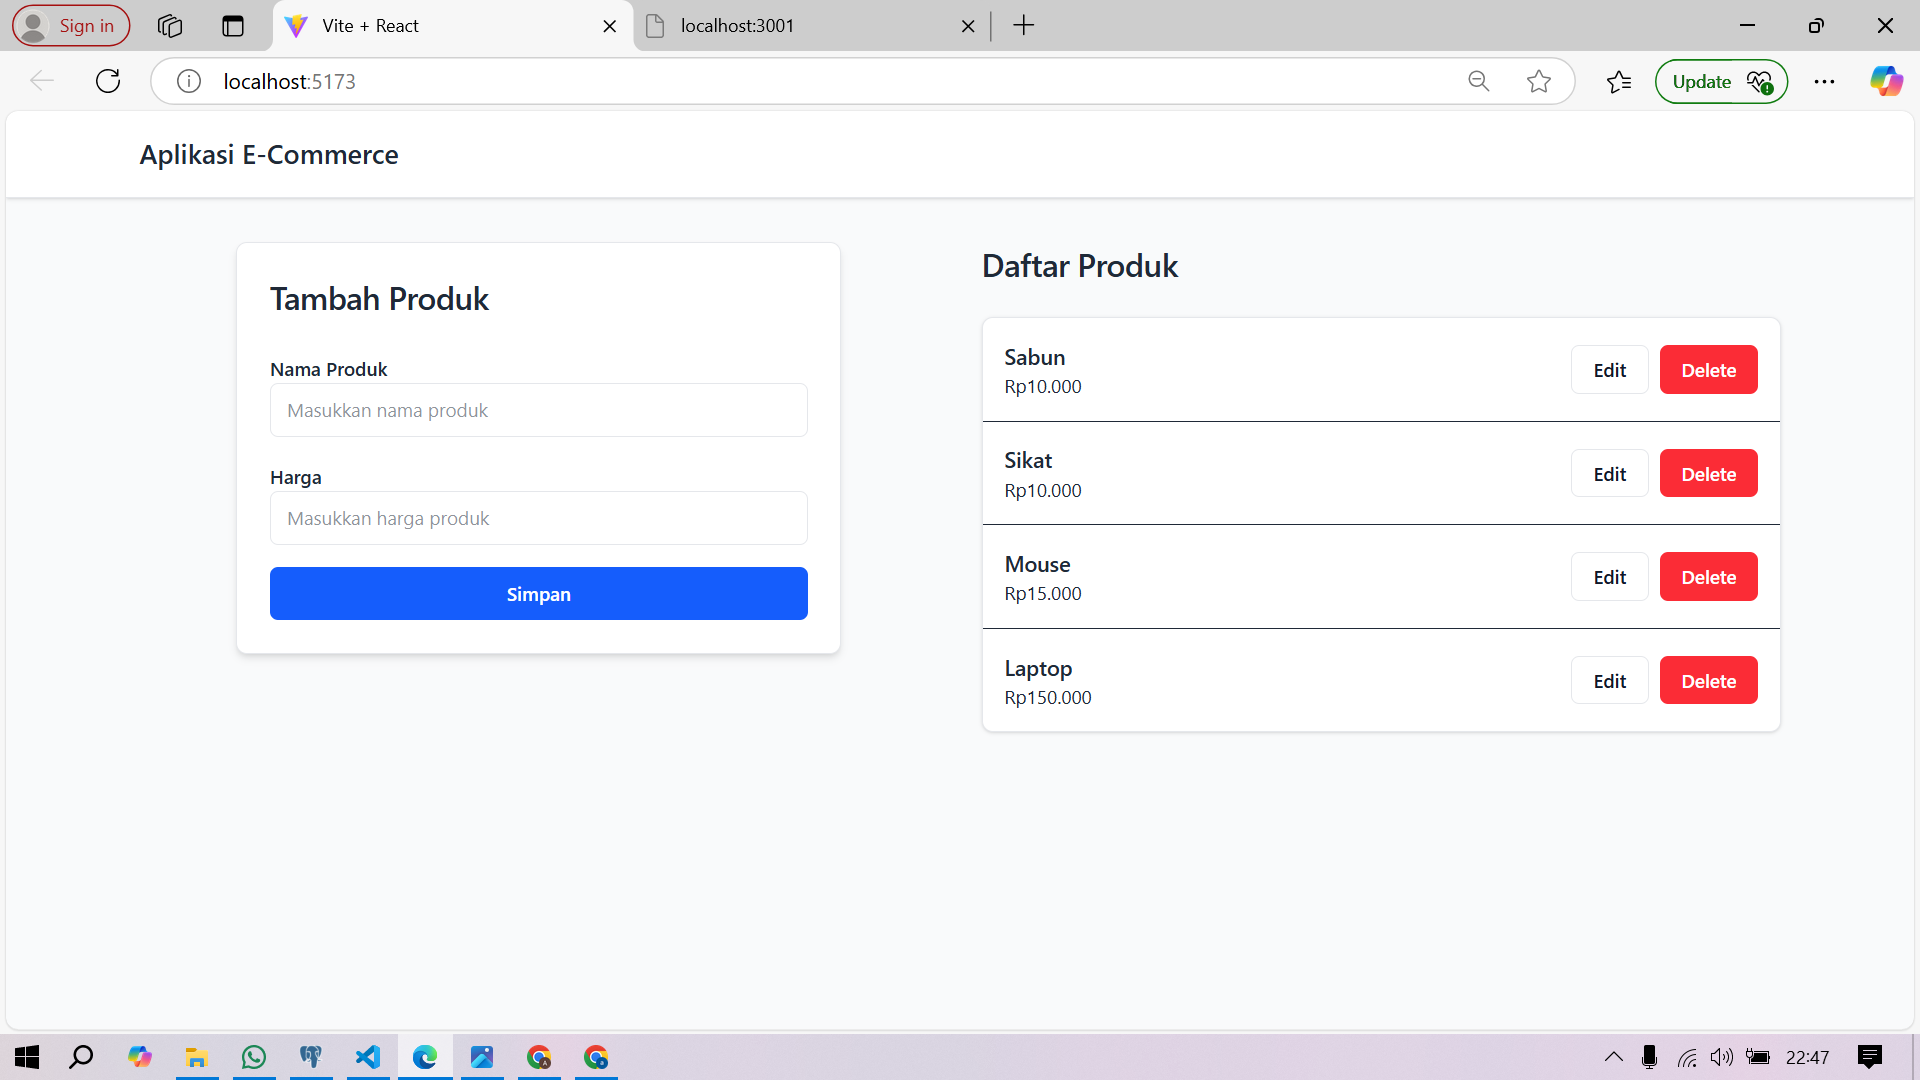 Sign in
Vite + React
localhost:3001
localhost:5173
Update
Aplikasi E-Commerce
Tambah Produk
Nama Produk
Masukkan nama produk
Harga
Masukkan harga produk
Simpan
Daftar Produk
Sabun
Rp10.000
Edit
Delete
Sikat
Rp10.000
Edit
Delete
Mouse
Rp15.000
Edit
Delete
Laptop
Rp150.000
Edit
Delete
22:47